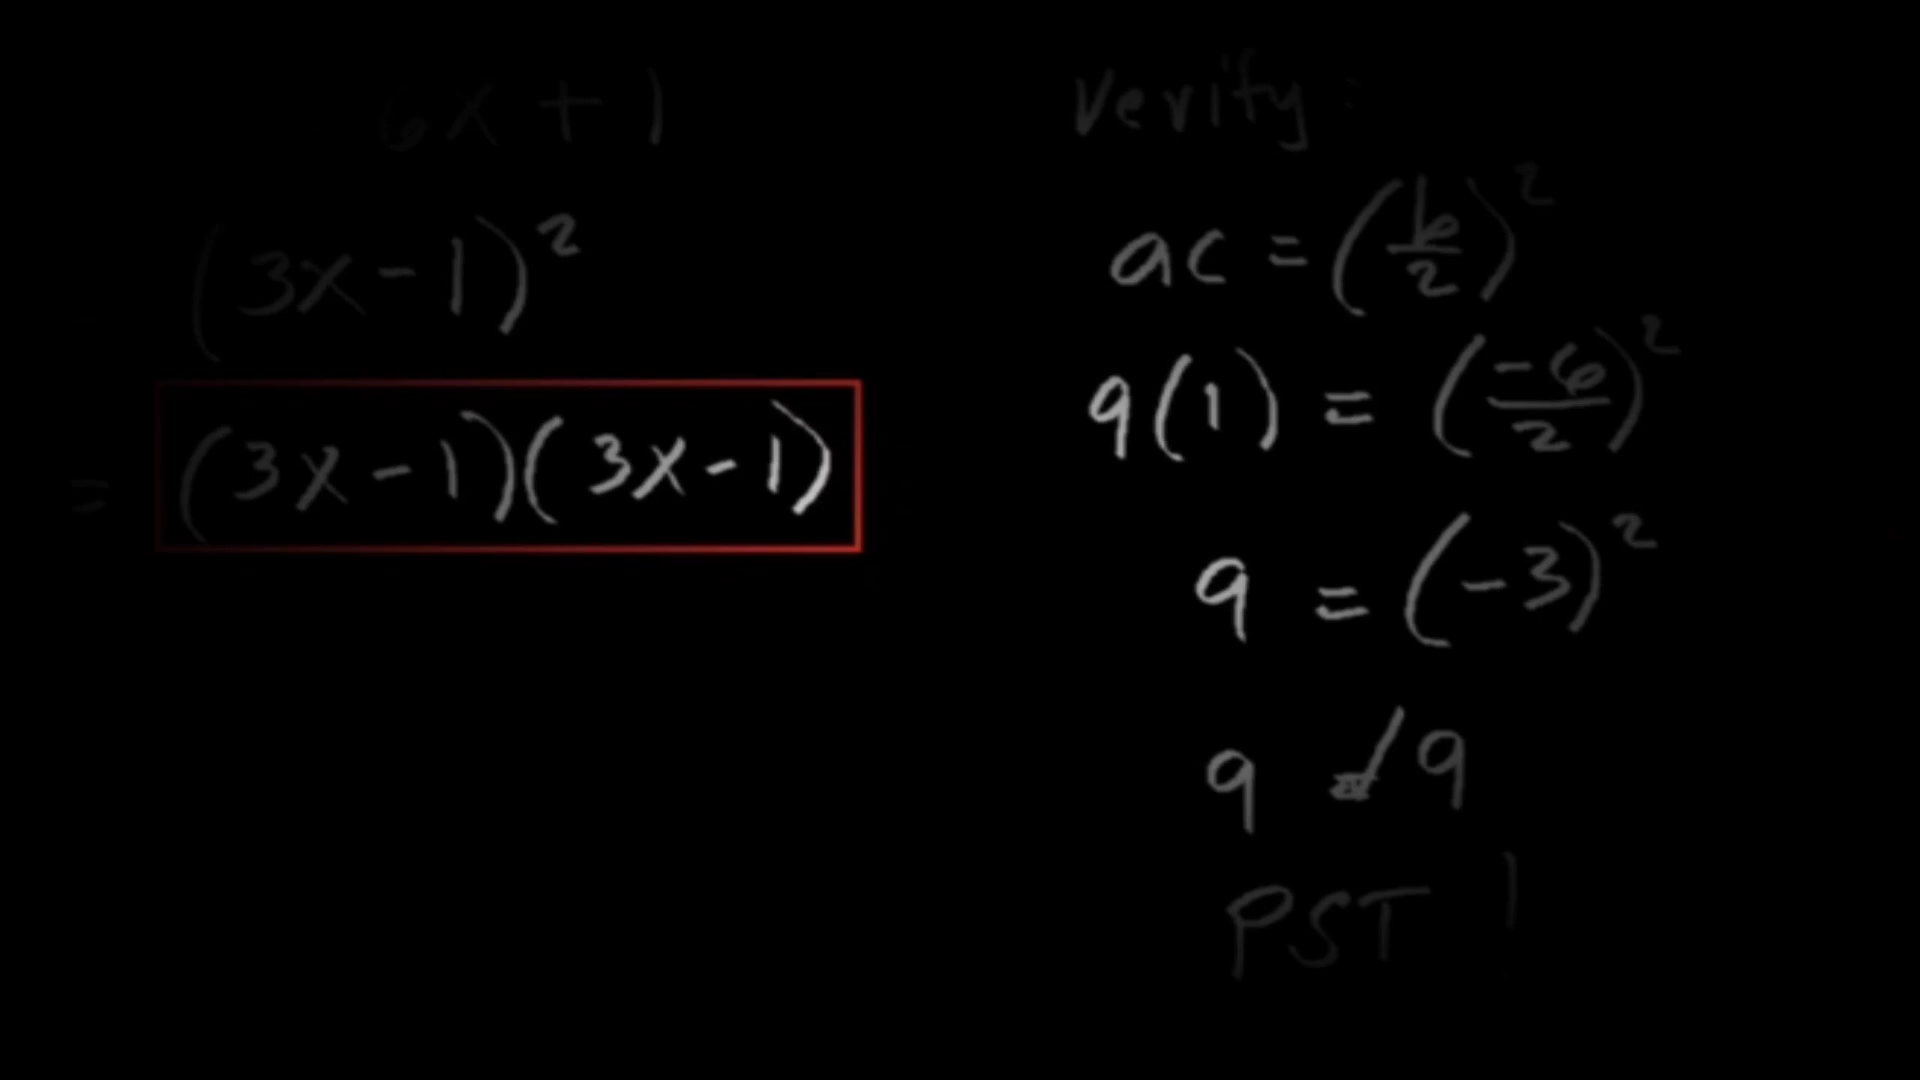 6x + 1
(3x - 1)²
= (3x - 1)(3x - 1)
Verify:
ac = (b/2)²
9(1) = (-6/2)²
9 = (-3)²
9 = 9
PST!